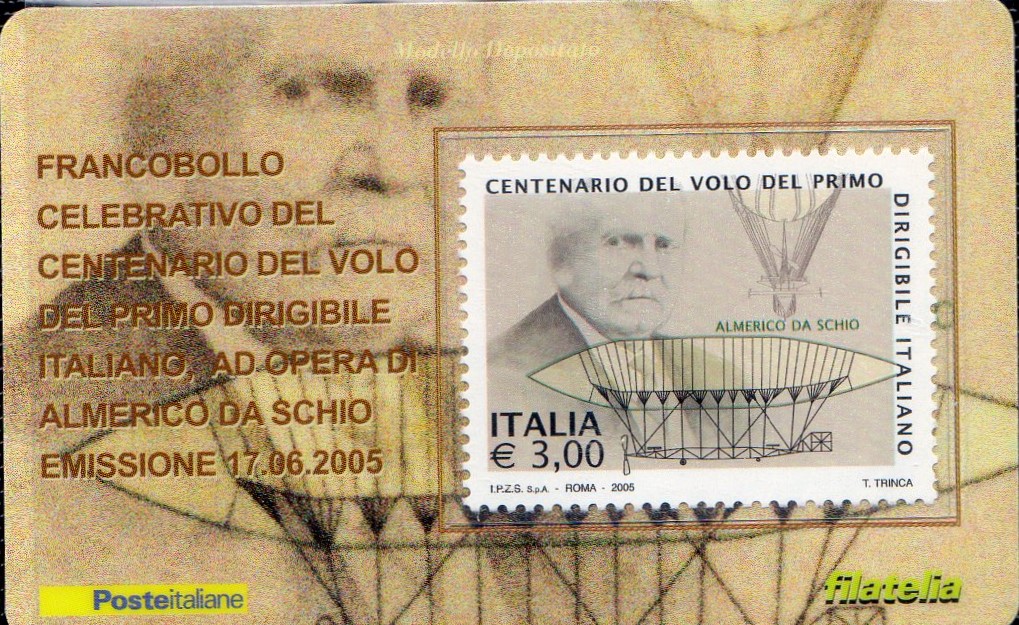 Modello Depositato
FRANCOBOLLO
CELEBRATIVO DEL
CENTENARIO DEL VOLO
DEL PRIMO DIRIGIBILE
ITALIANO, AD OPERA DI
ALMERICO DA SCHIO
EMISSIONE 17.06.2005
CENTENARIO DEL VOLO DEL PRIMO
DIRIGIBILE ITALIANO
ALMERICO DA SCHIO
ITALIA
€ 3,00
I.P.Z.S. S.p.A. - ROMA - 2005
T. TRINCA
Posteitaliane
filatelia